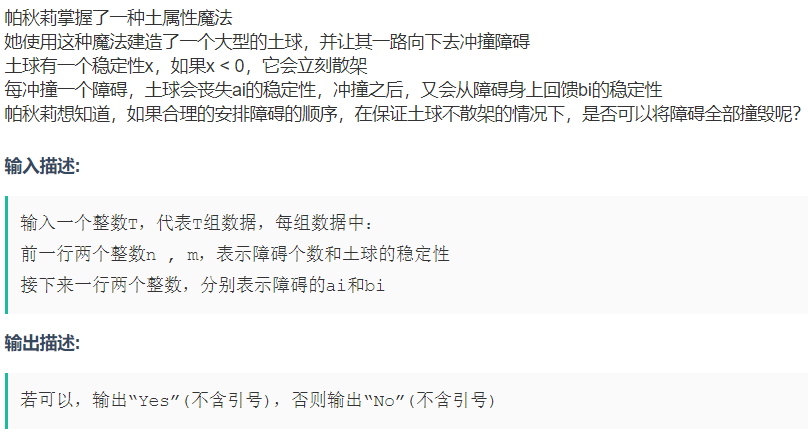 帕秋莉掌握了一种土属性魔法
她使用这种魔法建造了一个大型的土球，并让其一路向下去冲撞障碍
土球有一个稳定性x，如果x < 0，它会立刻散架
每冲撞一个障碍，土球会丧失ai的稳定性，冲撞之后，又会从障碍身上回馈bi的稳定性
帕秋莉想知道，如果合理的安排障碍的顺序，在保证土球不散架的情况下，是否可以将障碍全部撞毁呢？
输入描述:
输入一个整数T，代表T组数据，每组数据中：
前一行两个整数n , m，表示障碍个数和土球的稳定性
接下来一行两个整数，分别表示障碍的ai和bi
输出描述:
若可以，输出“Yes”(不含引号)，否则输出“No”(不含引号)